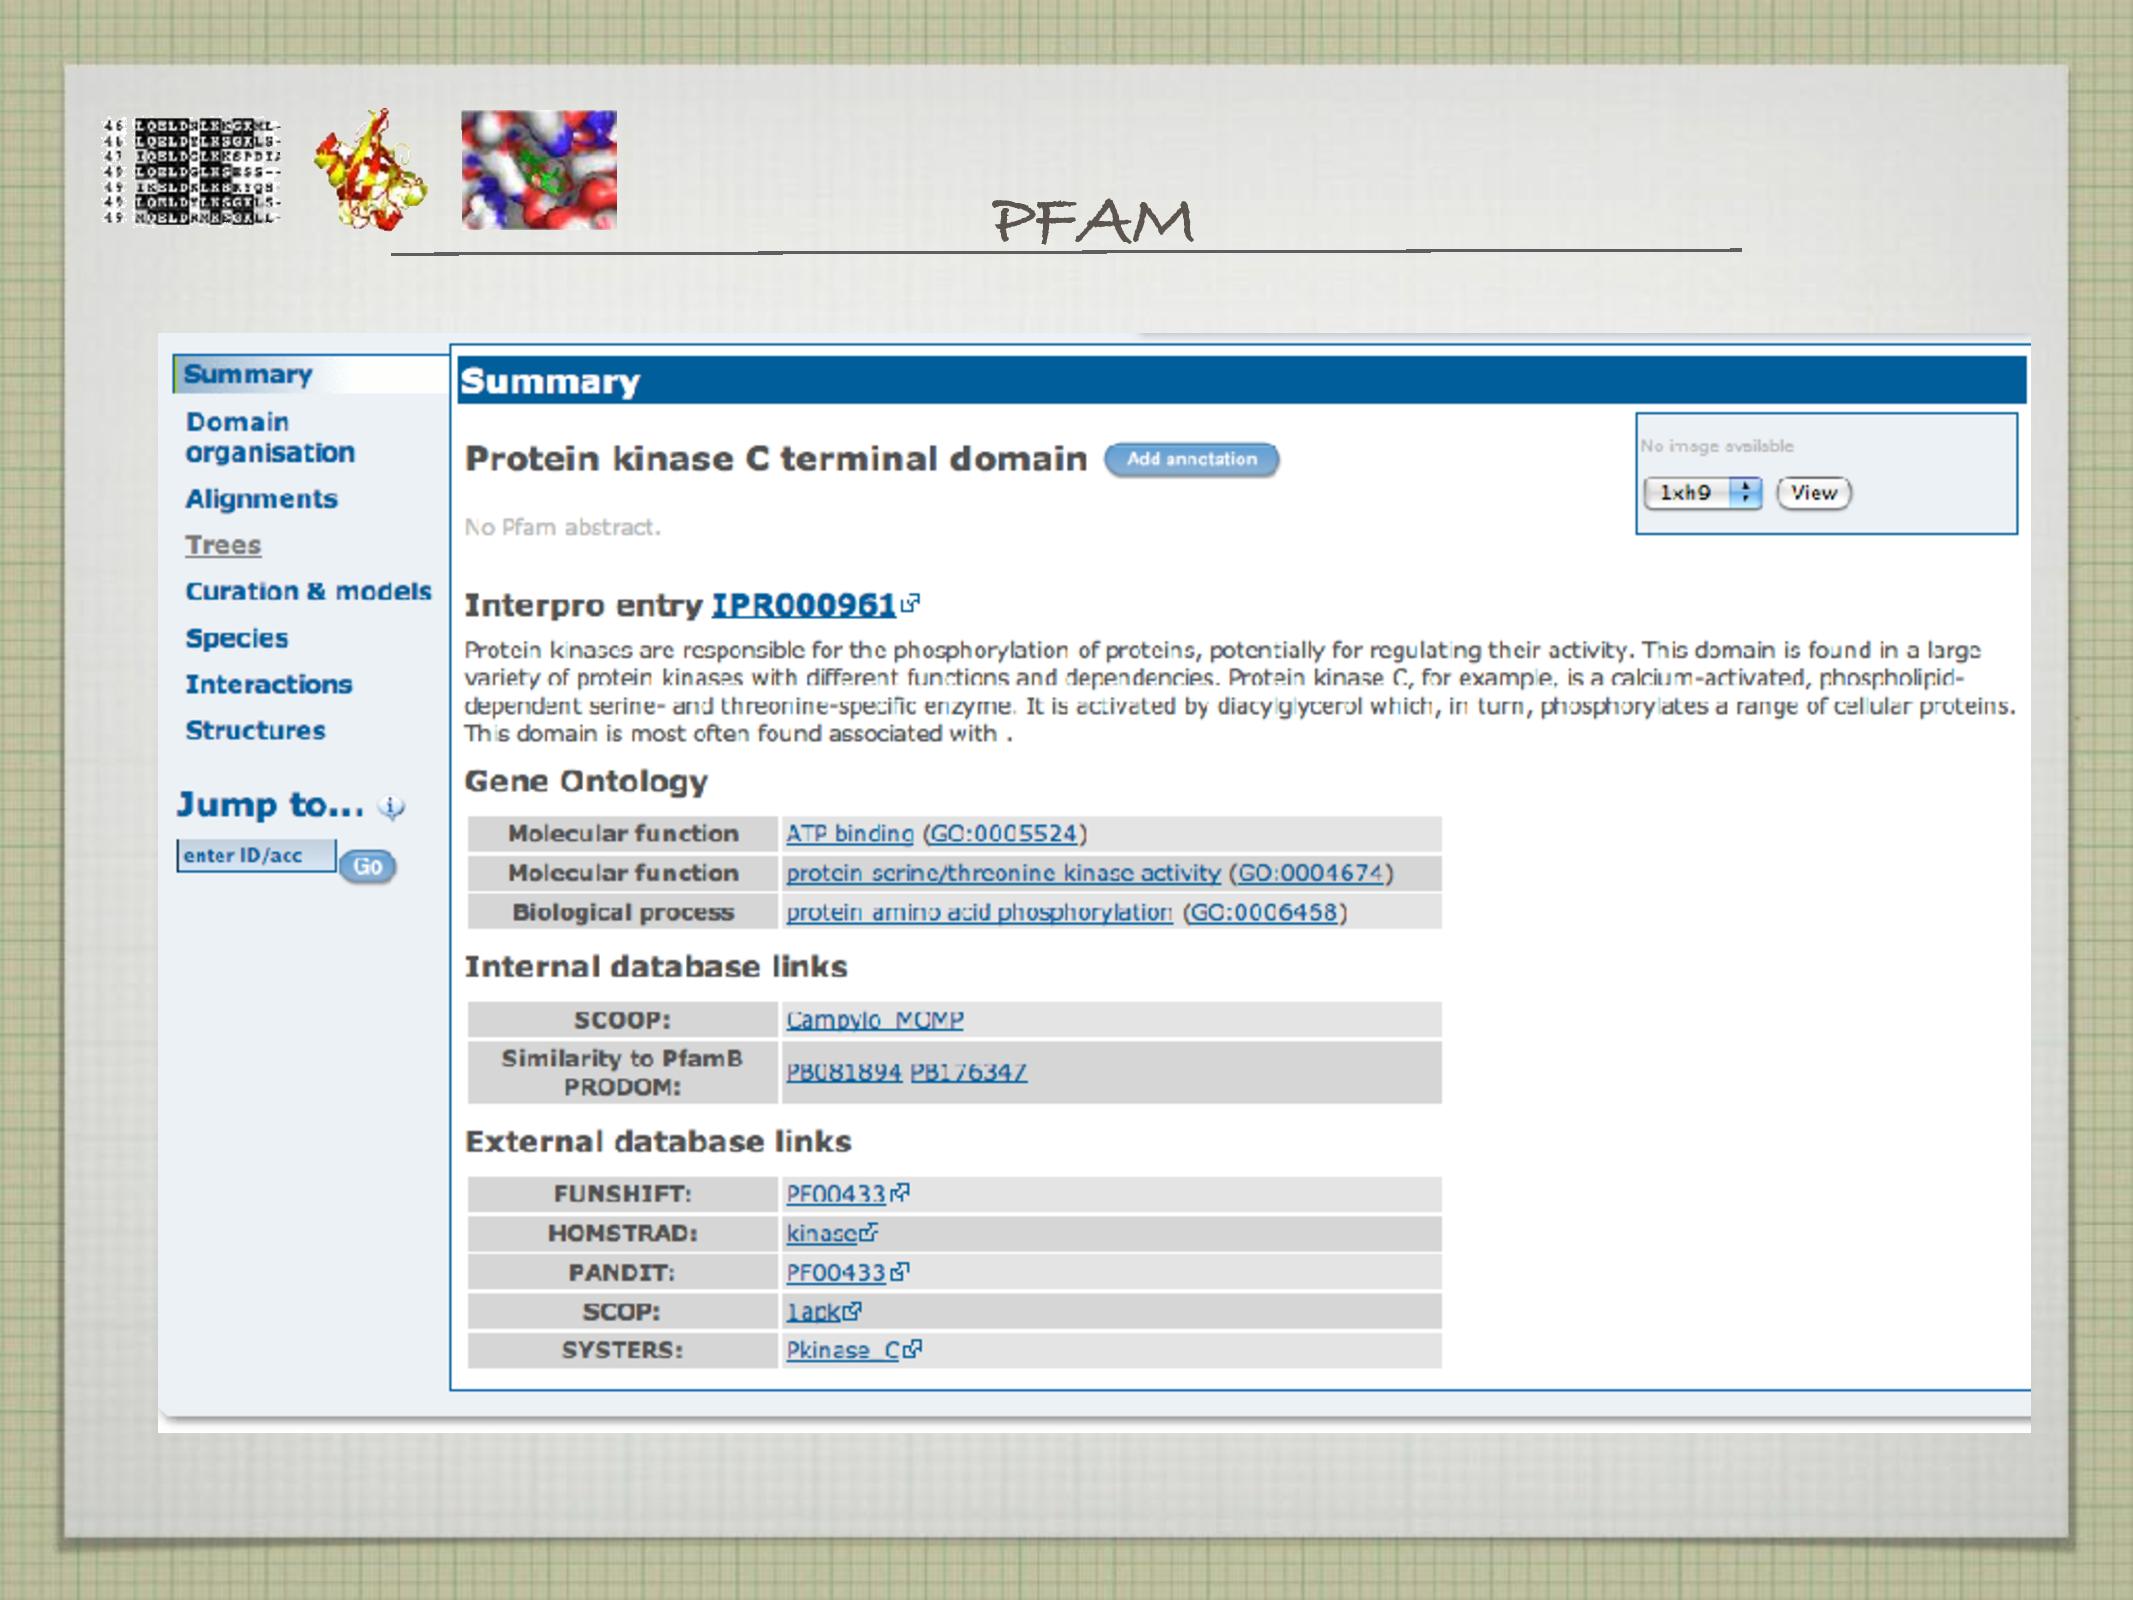 PFAM
Summary
Domain
organisation
Alignments
Trees
Curation & models
Species
Interactions
Structures
Jump to...
enter ID/acc Go
Summary
Protein kinase C terminal domain Add annotation
No image available
1xh9 View
No Pfam abstract.
Interpro entry IPR000961
Protein kinases are responsible for the phosphorylation of proteins, potentially for regulating their activity. This domain is found in a large
variety of protein kinases with different functions and dependencies. Protein kinase C, for example, is a calcium-activated, phospholipid-
dependent serine- and threonine-specific enzyme. It is activated by diacylglycerol which, in turn, phosphorylates a range of cellular proteins.
This domain is most often found associated with .
Gene Ontology
Molecular function ATP binding (GO:0005524)
Molecular function protein serine/threonine kinase activity (GO:0004674)
Biological process protein amino acid phosphorylation (GO:0006468)
Internal database links
SCOOP: Campylo_MOMP
Similarity to PfamB
PRODOM: PB081894 PB176347
External database links
FUNSHIFT: PF00433
HOMSTRAD: kinase
PANDIT: PF00433
SCOP: 1apk
SYSTERS: Pkinase_C